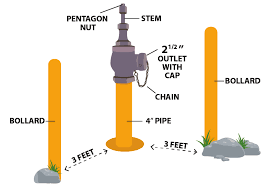 PENTAGON
NUT
STEM
2 1/2"
OUTLET
WITH
CAP
BOLLARD
CHAIN
BOLLARD
4" PIPE
3 FEET
3 FEET